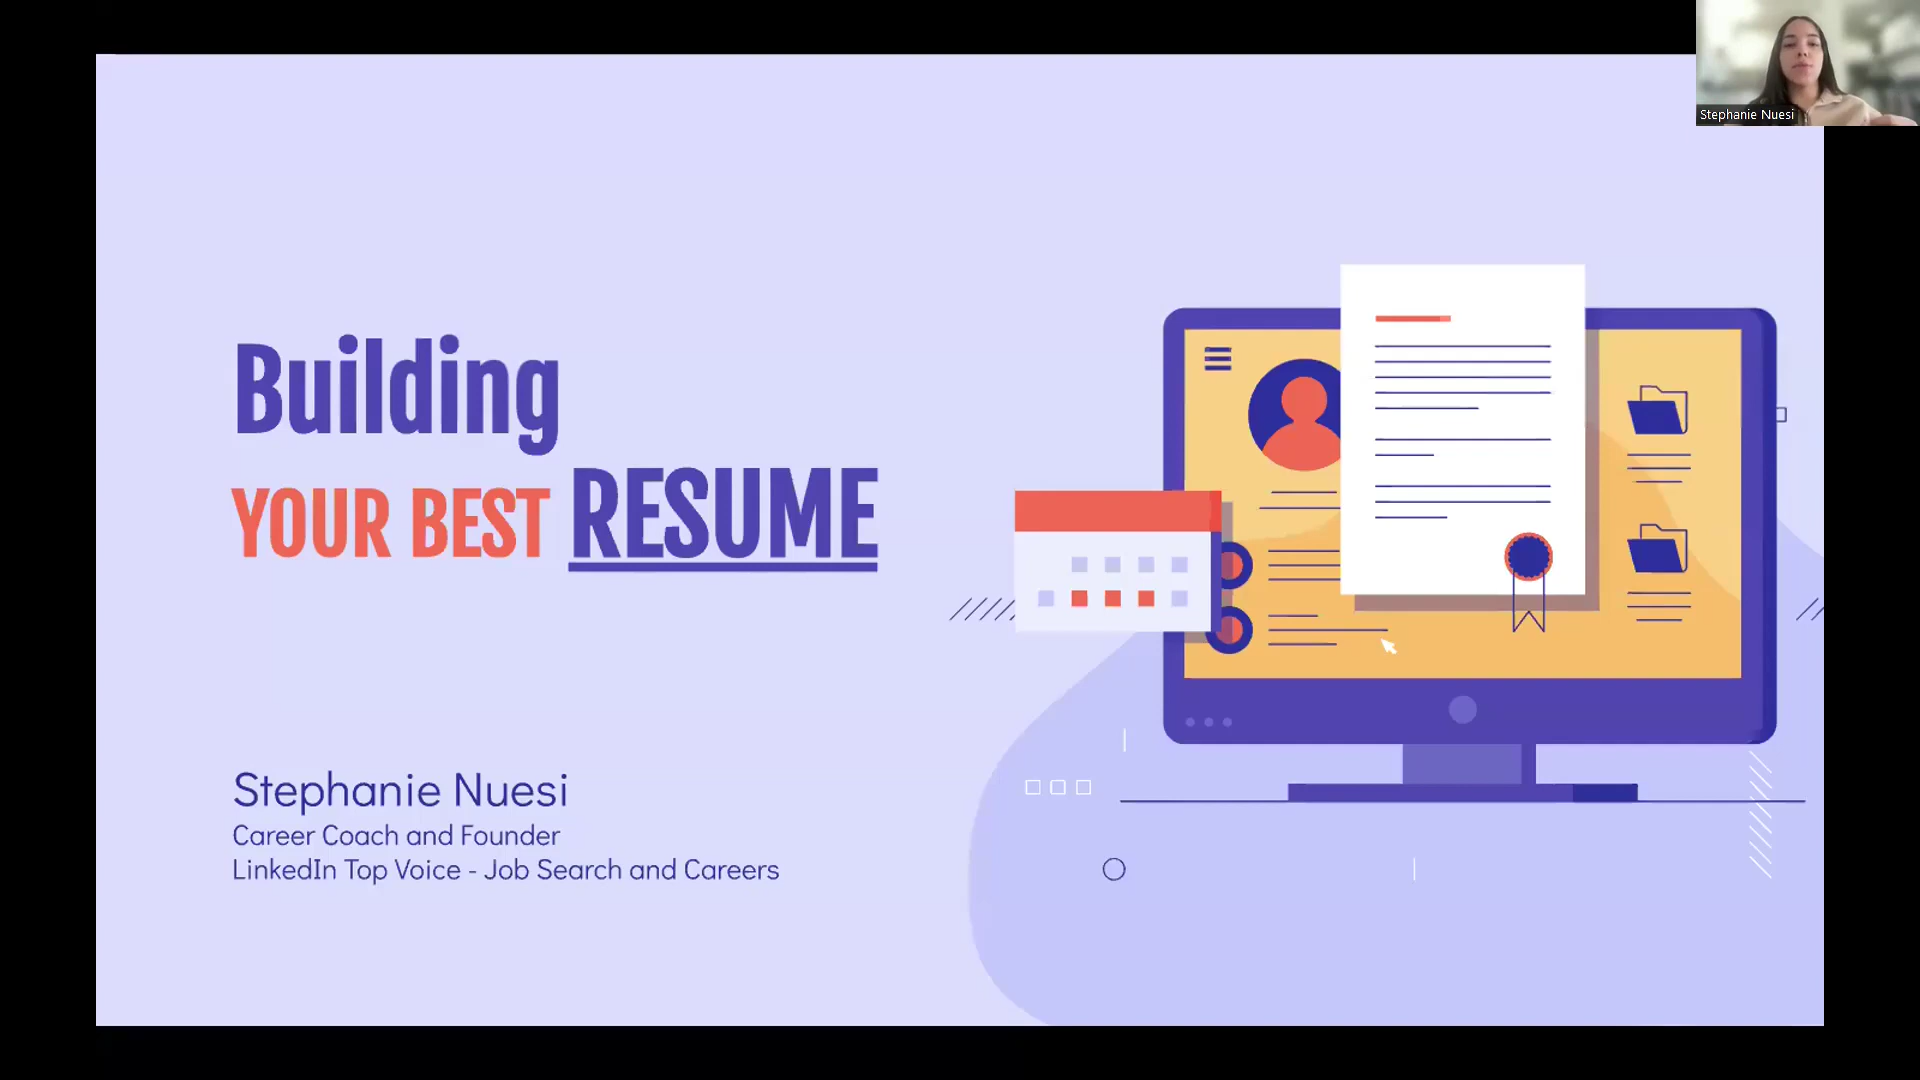 Stephanie Nuesi
Building
YOUR BEST RESUME
Stephanie Nuesi
Career Coach and Founder
LinkedIn Top Voice - Job Search and Careers